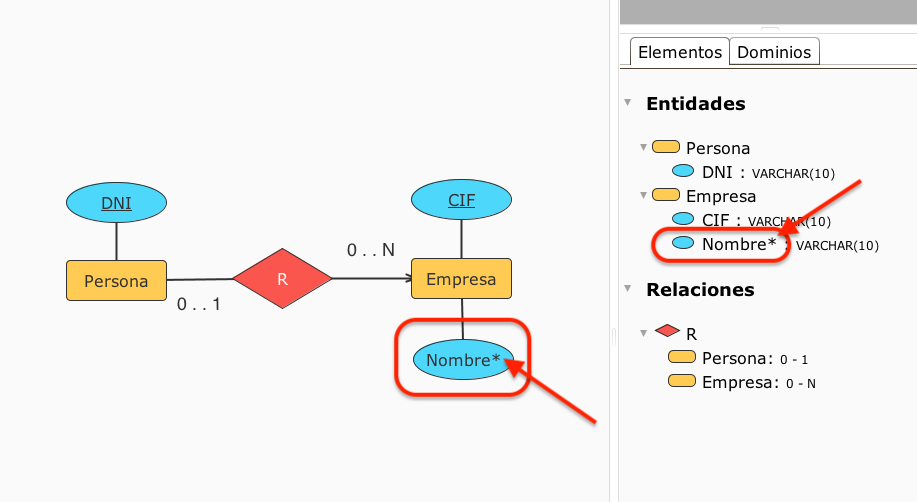 DNI
CIF
Persona
0 . . 1
R
0 . . N
Empresa
Nombre*
Elementos
Dominios
Entidades
Persona
DNI : VARCHAR(10)
Empresa
CIF : VARCHAR(10)
Nombre* : VARCHAR(10)
Relaciones
R
Persona: 0 - 1
Empresa: 0 - N